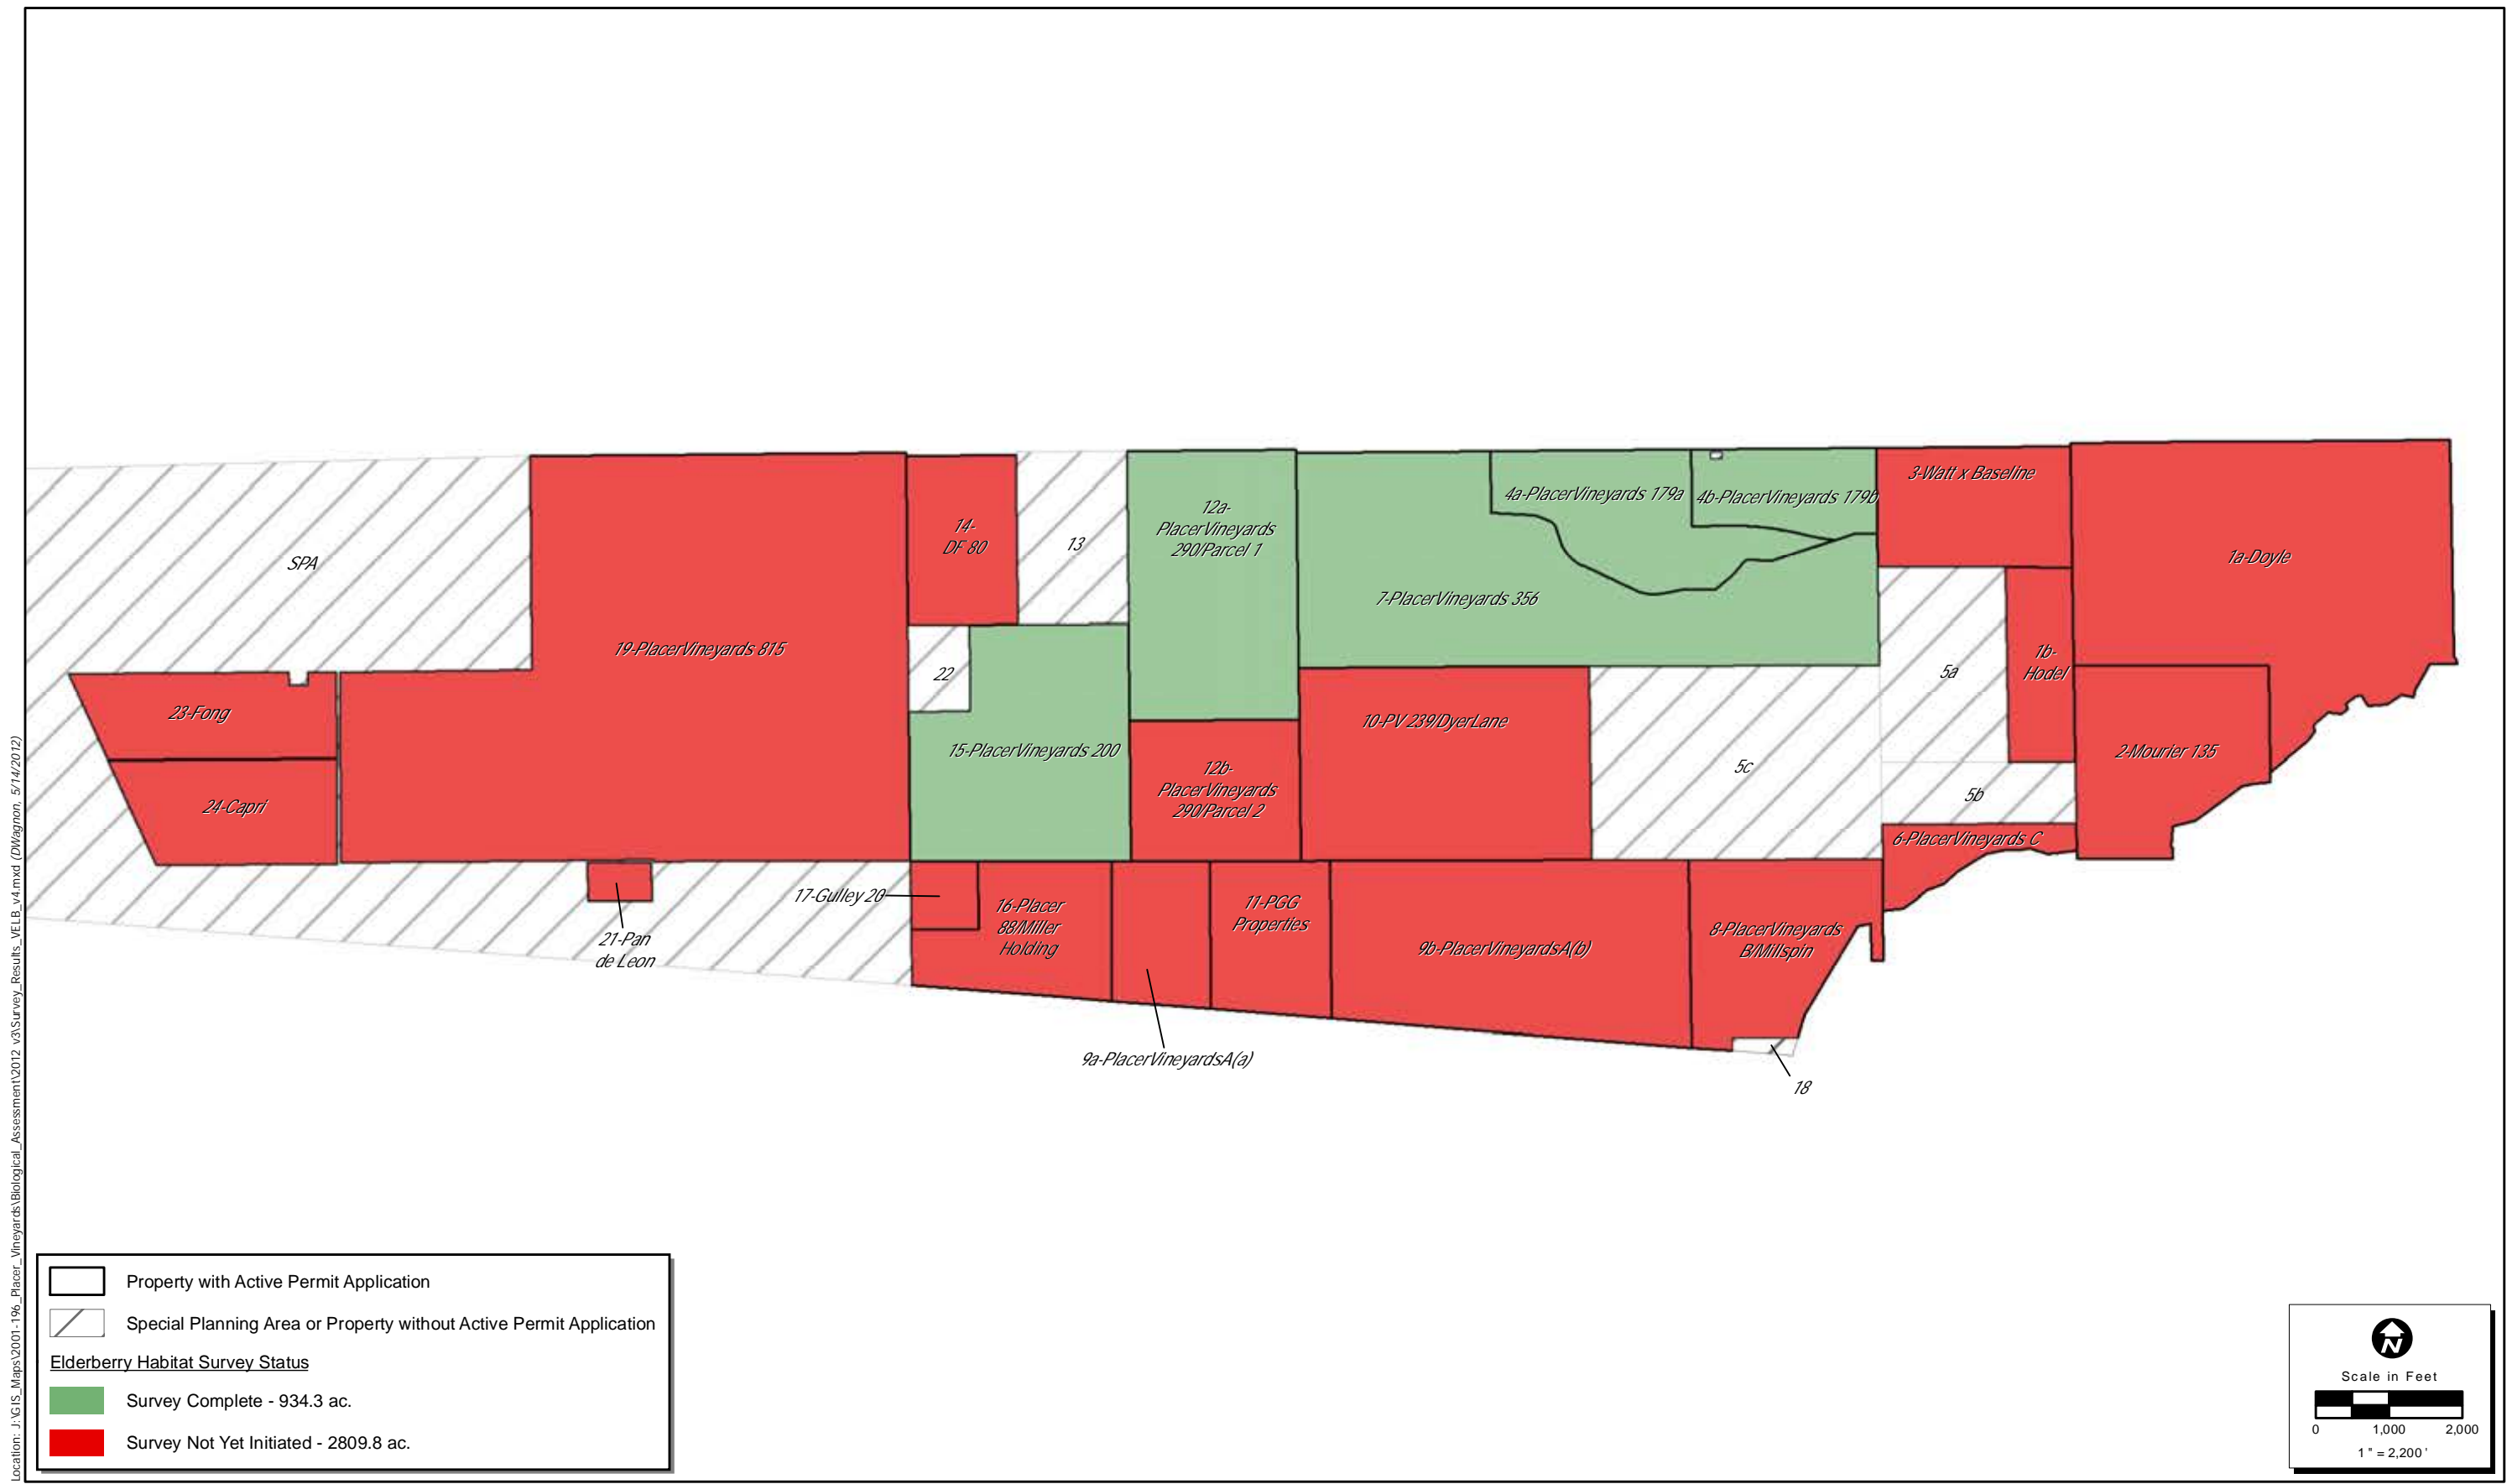 SPA
19-PlacerVineyards 815
14-
DF 80
13
12a-
PlacerVineyards
290/Parcel 1
4a-PlacerVineyards 179a
4b-PlacerVineyards 179b
3-Watt x Baseline
1a-Doyle
7-PlacerVineyards 356
22
5a
1b-
Hodel
23-Fong
10-PV 239/DyerLane
15-PlacerVineyards 200
2-Mourier 135
24-Capri
12b-
PlacerVineyards
290/Parcel 2
5c
5b
6-PlacerVineyards C
17-Gulley 20
16-Placer
88/Miller
Holding
11-PGG
Properties
9b-PlacerVineyardsA(b)
8-PlacerVineyards
B/Millspin
21-Pan
de Leon
9a-PlacerVineyardsA(a)
18
Location: J:\GIS_Maps\2001-196_Placer_Vineyards\Biological_Assessment\2012_v3\Survey_Results_VELB_v4.mxd (DWagnon, 5/14/2012)
Property with Active Permit Application
Special Planning Area or Property without Active Permit Application
Elderberry Habitat Survey Status
Survey Complete - 934.3 ac.
Survey Not Yet Initiated - 2809.8 ac.
N
Scale in Feet
0 1,000 2,000
1 " = 2,200 '